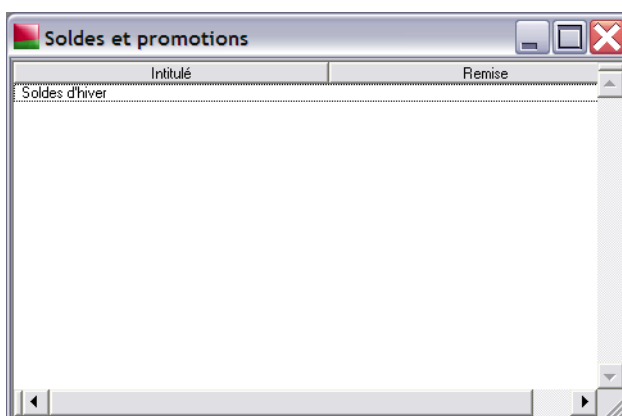 Soldes et promotions
Intitulé Remise
Soldes d'hiver